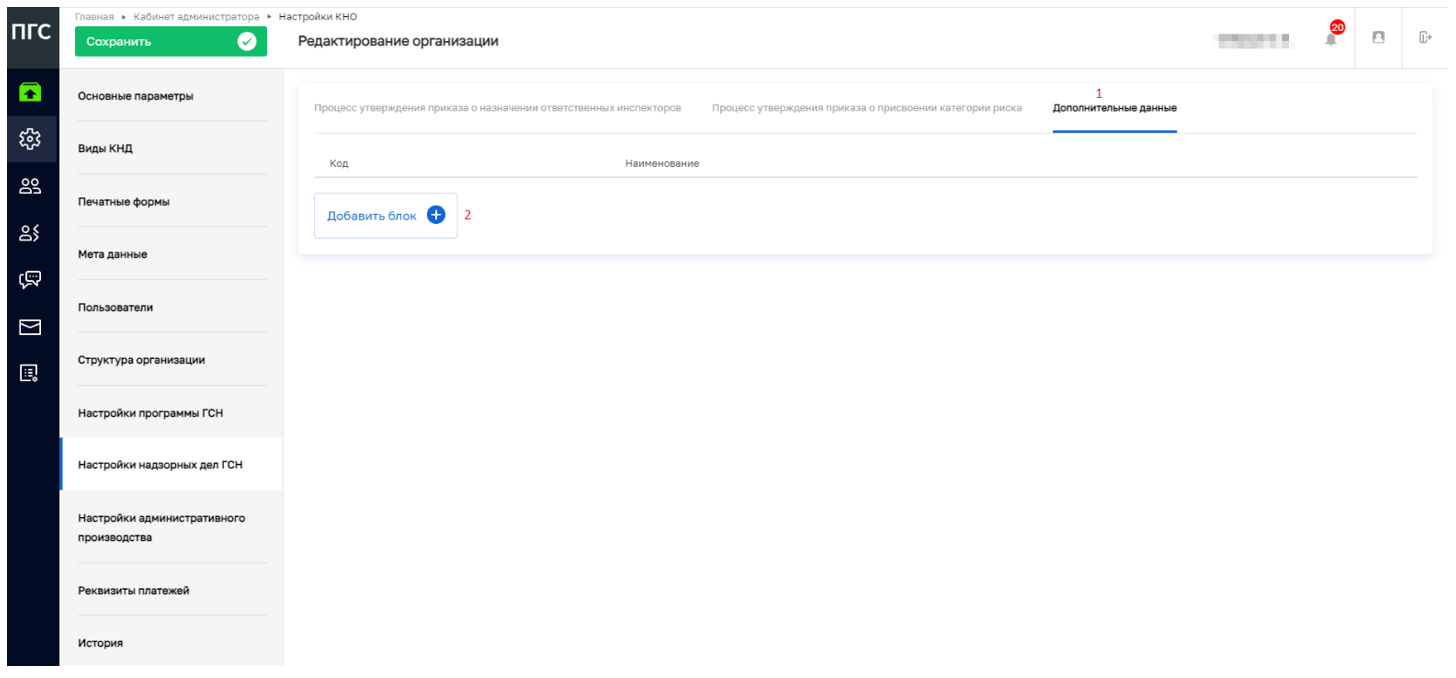 ПГС
Главная ▸ Кабинет администратора ▸ Настройки КНО
Сохранить
Редактирование организации
20
Основные параметры
Виды КНД
Печатные формы
Мета данные
Пользователи
Структура организации
Настройки программы ГСН
Настройки надзорных дел ГСН
Настройки административного
производства
Реквизиты платежей
История
1
Процесс утверждения приказа о назначении ответственных инспекторов Процесс утверждения приказа о присвоении категории риска Дополнительные данные
Код Наименование
Добавить блок 2